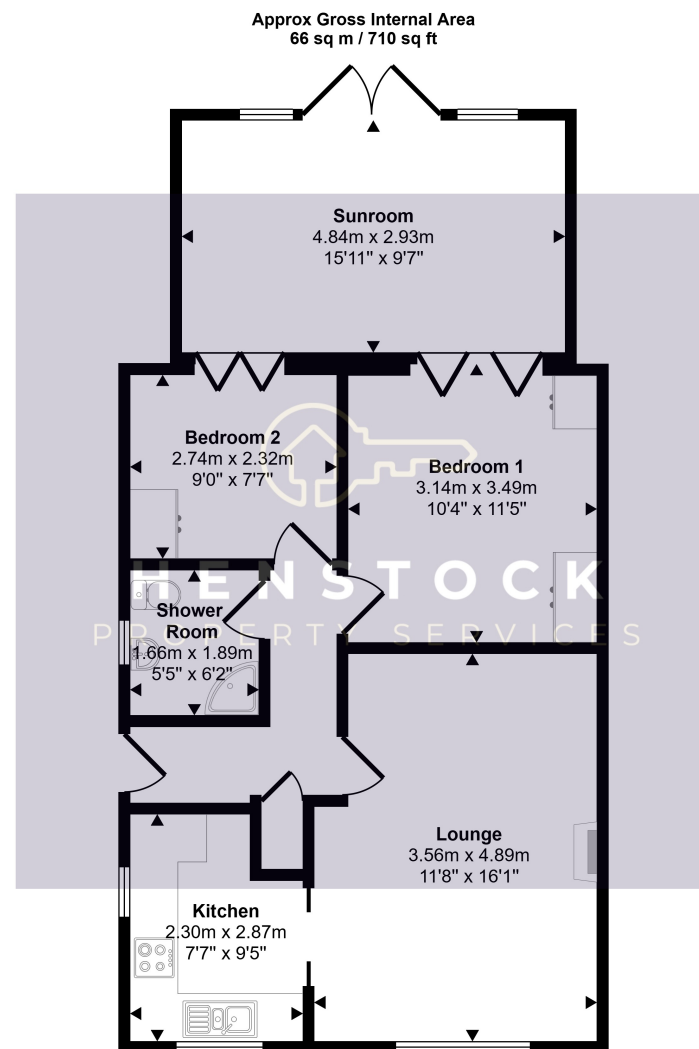 Approx Gross Internal Area
66 sq m / 710 sq ft
Sunroom
4.84m x 2.93m
15'11" x 9'7"
Bedroom 2
2.74m x 2.32m
9'0" x 7'7"
Bedroom 1
3.14m x 3.49m
10'4" x 11'5"
HENSTOCK
PROPERTY SERVICES
Shower
Room
1.66m x 1.89m
5'5" x 6'2"
Lounge
3.56m x 4.89m
11'8" x 16'1"
Kitchen
2.30m x 2.87m
7'7" x 9'5"